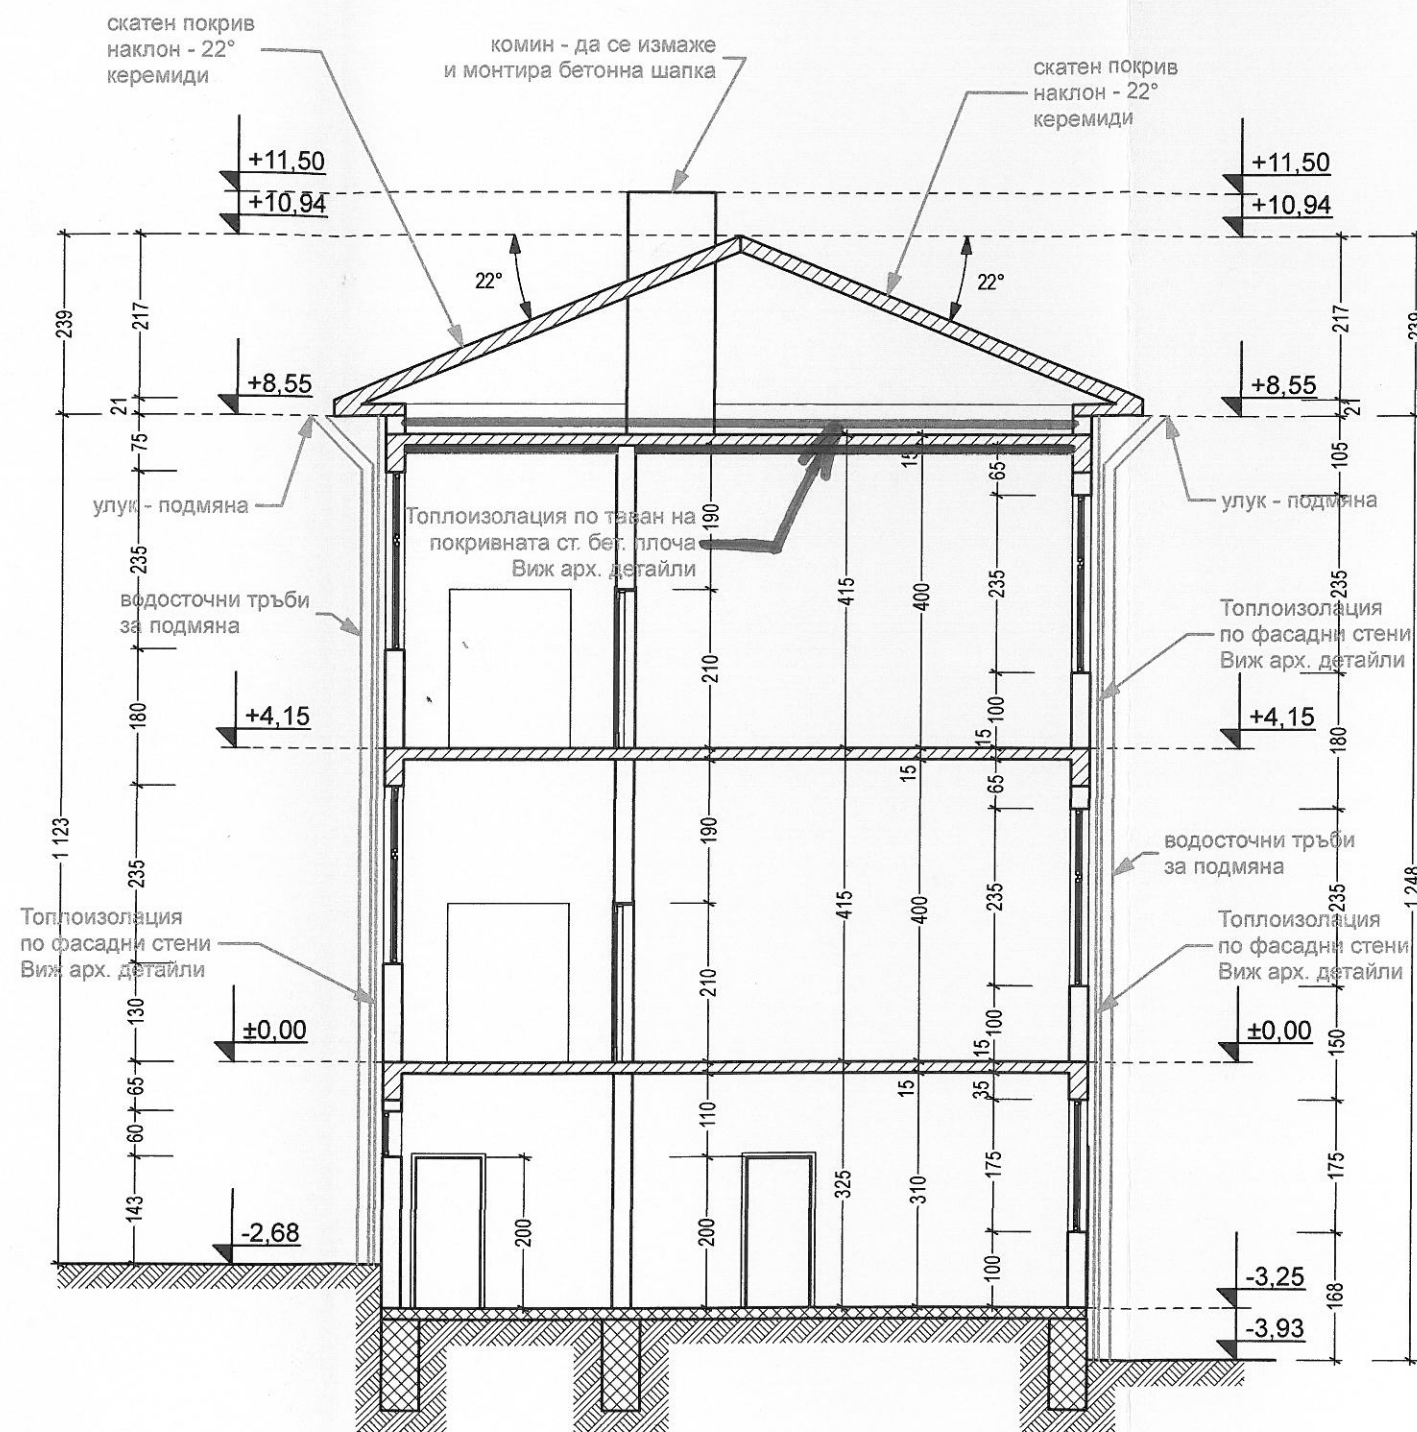 скатен покрив
наклон - 22°
керемиди
комин - да се измаже
и монтира бетонна шапка
скатен покрив
наклон - 22°
керемиди
+11,50
+10,94
+11,50
+10,94
22°
22°
239
217
21
217
239
21
+8,55
+8,55
75
105
15
65
улук - подмяна
улук - подмяна
Топлоизолация по таван на
покривната ст. бет. плоча
Виж арх. детайли
190
235
415
400
235
235
водосточни тръби
за подмяна
Топлоизолация
по фасадни стени
Виж арх. детайли
210
180
100
180
+4,15
+4,15
15
15
65
1 123
190
235
415
400
235
235
1 248
водосточни тръби
за подмяна
Топлоизолация
по фасадни стени
Виж арх. детайли
Топлоизолация
по фасадни стени
Виж арх. детайли
210
130
100
150
±0,00
±0,00
15
65
15
35
60
110
143
200
200
325
310
175
175
100
168
-2,68
-3,25
-3,93